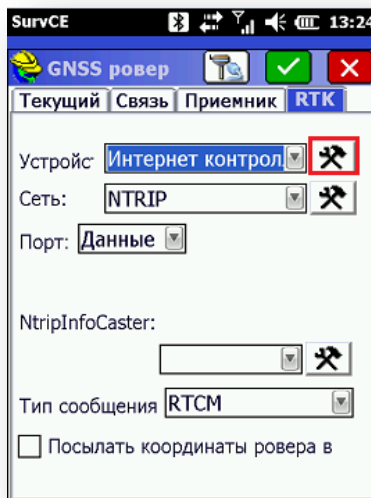 SurvCE 13:24
GNSS ровер
Текущий Связь Приемник RTK
Устройс Интернет контрол
Сеть: NTRIP
Порт: Данные
NtripInfoCaster:
Тип сообщения RTCM
Посылать координаты ровера в